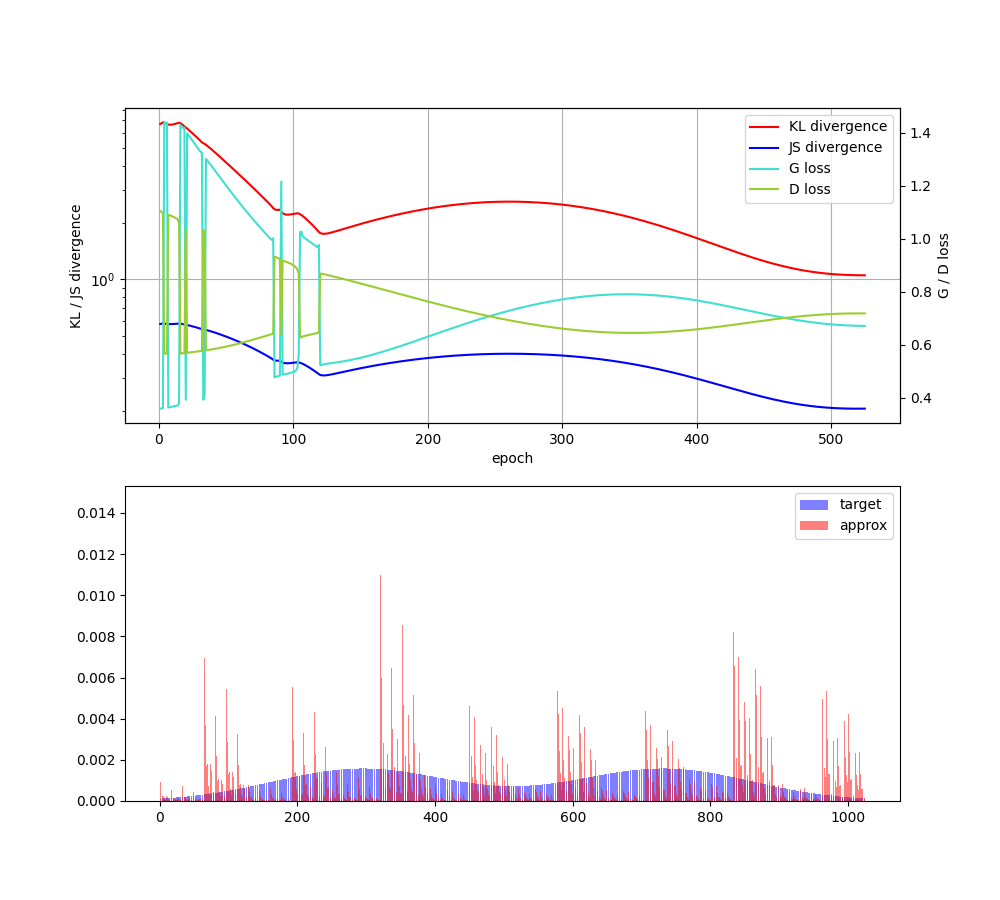 KL divergence
JS divergence
G loss
D loss
KL / JS divergence
G / D loss
10⁰
1.4
1.2
1.0
0.8
0.6
0.4
0 100 200 300 400 500
epoch
target
approx
0.014
0.012
0.010
0.008
0.006
0.004
0.002
0.000
0 200 400 600 800 1000